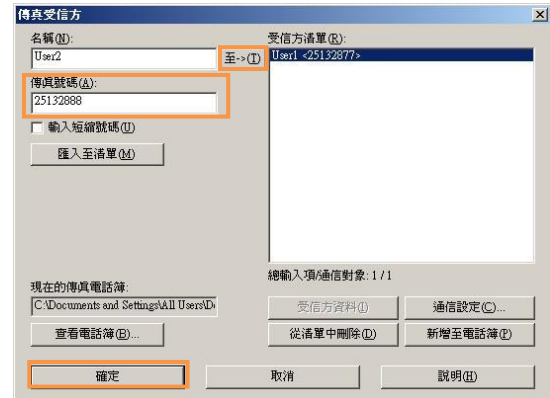 傳真受信方
名稱(N):
User2
至->(T)
傳真號碼(A):
25132888
輸入短縮號碼(U)
匯入至清單(M)
受信方清單(R):
User1 <25132877>
總輸入項/通信對象: 1 / 1
現在的傳真電話簿:
C:\Documents and Settings\All Users\D
受信方資料(I)
通信設定(C)...
查看電話簿(B)...
從清單中刪除(D)
新增至電話簿(P)
確定
取消
說明(H)